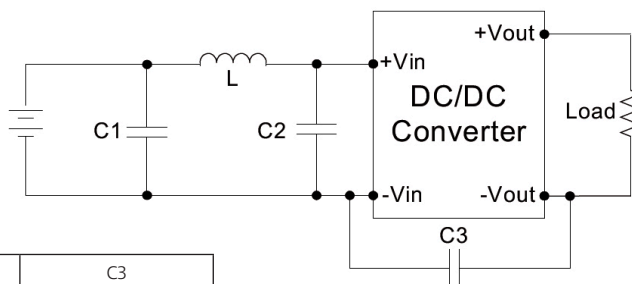 +Vout
+Vin
L
DC/DC
Converter
Load
C1
C2
-Vin
-Vout
C3
C3